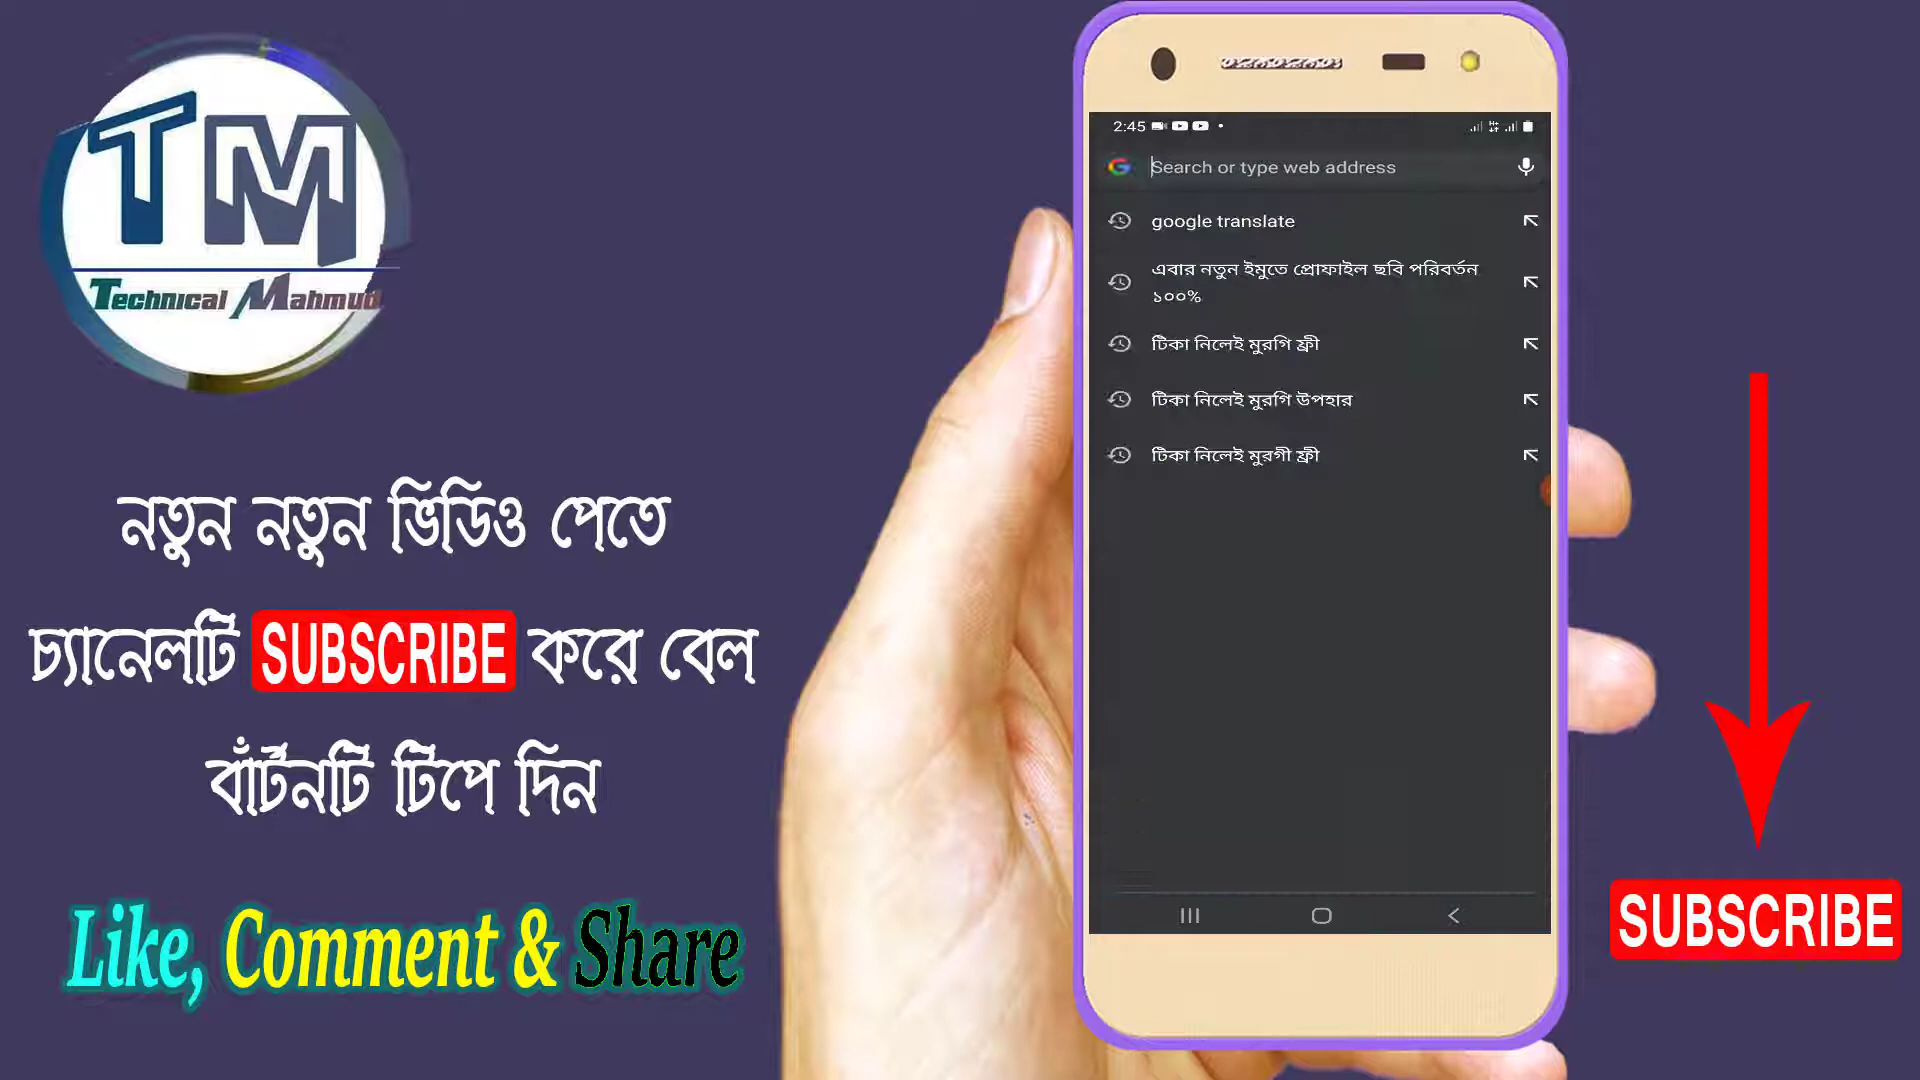 TM
Technical Mahmud
নতুন নতুন ভিডিও পেতে
চ্যানেলটি SUBSCRIBE করে বেল
বাঁটনটি টিপে দিন
Like, Comment & Share
2:45
Search or type web address
google translate
এবার নতুন ইমুতে প্রোফাইল ছবি পরিবর্তন
১০০%
টিকা নিলেই মুরগি ফ্রী
টিকা নিলেই মুরগি উপহার
টিকা নিলেই মুরগী ফ্রী
SUBSCRIBE